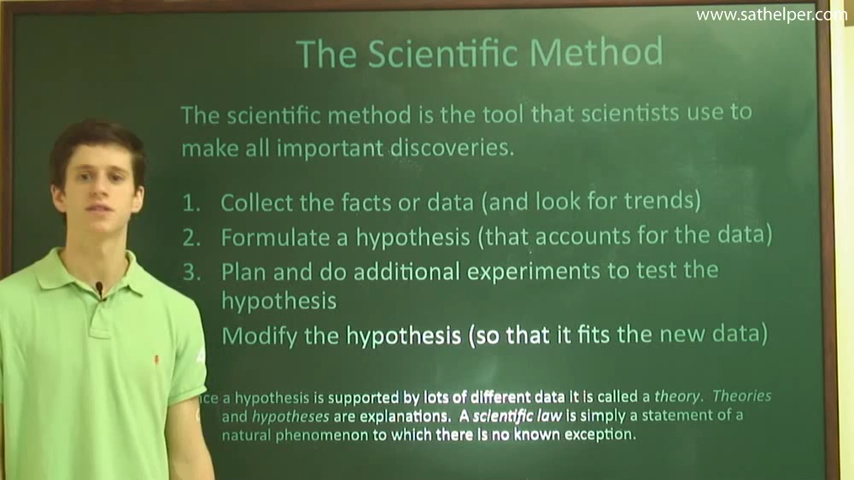 www.sathelper.com
The Scientific Method
The scientific method is the tool that scientists use to
make all important discoveries.
1. Collect the facts or data (and look for trends)
2. Formulate a hypothesis (that accounts for the data)
3. Plan and do additional experiments to test the
hypothesis
Modify the hypothesis (so that it fits the new data)
a hypothesis is supported by lots of different data it is called a theory. Theories
and hypotheses are explanations. A scientific law is simply a statement of a
natural phenomenon to which there is no known exception.